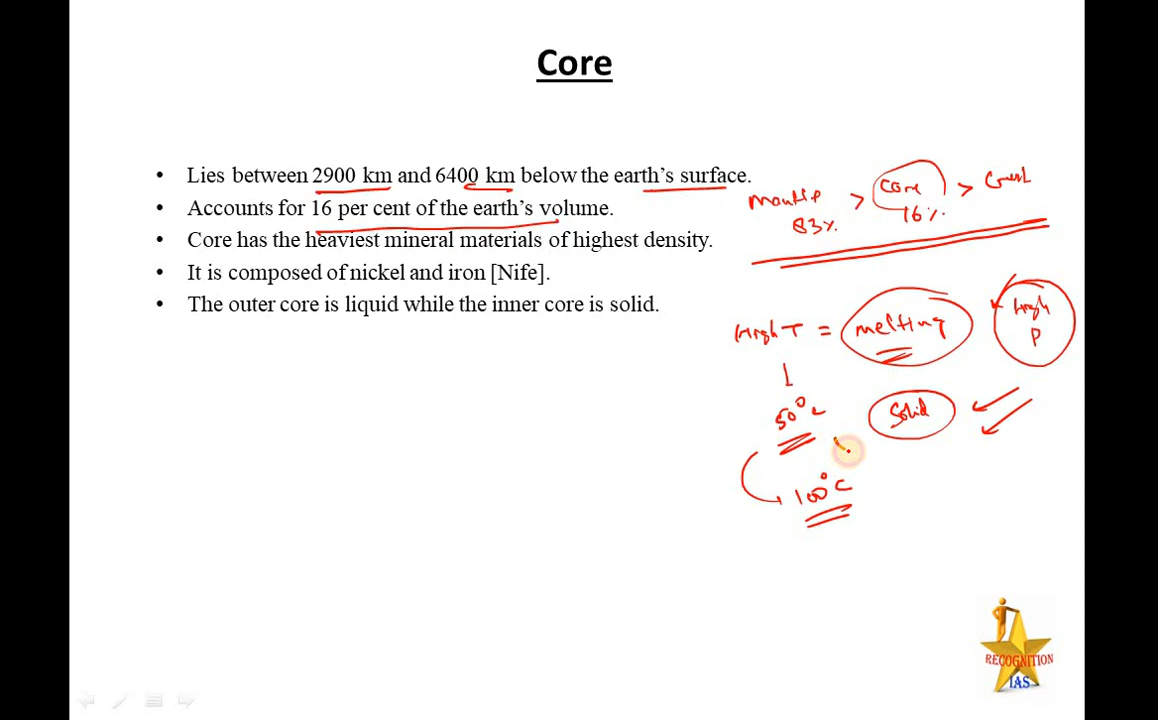 Core
• Lies between 2900 km and 6400 km below the earth's surface.
• Accounts for 16 per cent of the earth's volume.
• Core has the heaviest mineral materials of highest density.
• It is composed of nickel and iron [Nife].
• The outer core is liquid while the inner core is solid.
Mantle > Core > Crust
83%. 16%.
High T = melting
High
P
50°C
Solid
100°C
RECOGNITION
IAS